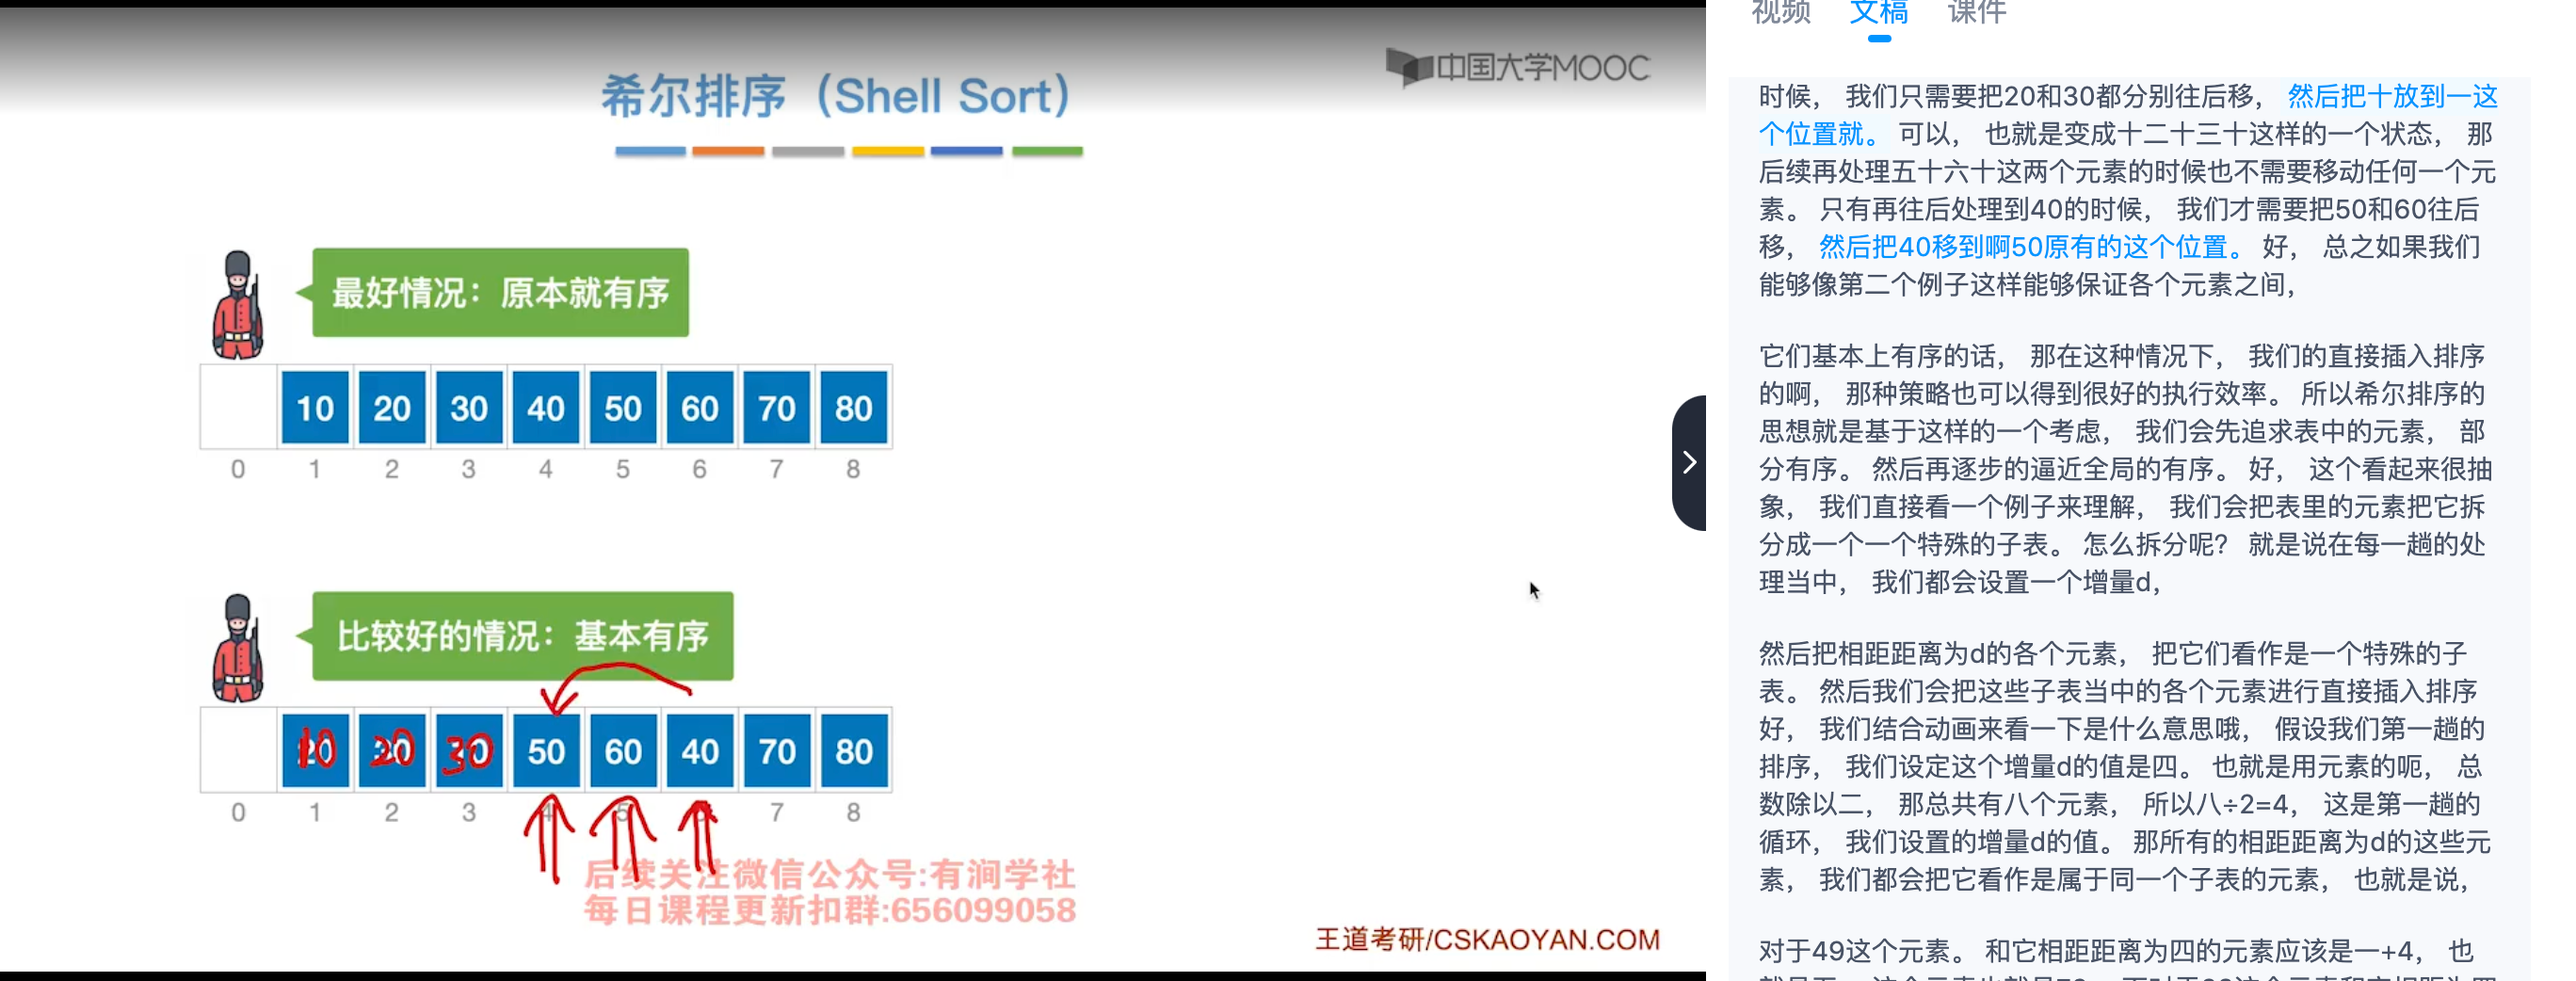 希尔排序（Shell Sort）
中国大学MOOC
最好情况：原本就有序
10 20 30 40 50 60 70 80
0 1 2 3 4 5 6 7 8
比较好的情况：基本有序
10 20 30 50 60 40 70 80
0 1 2 3 4 5 7 8
后续关注微信公众号:有涧学社
每日课程更新扣群:656099058
王道考研/CSKAOYAN.COM
视频 文稿 课件
时候， 我们只需要把20和30都分别往后移， 然后把十放到一这
个位置就。 可以， 也就是变成十二十三十这样的一个状态， 那
后续再处理五十六十这两个元素的时候也不需要移动任何一个元
素。 只有再往后处理到40的时候， 我们才需要把50和60往后
移， 然后把40移到啊50原有的这个位置。 好， 总之如果我们
能够像第二个例子这样能够保证各个元素之间，
它们基本上有序的话， 那在这种情况下， 我们的直接插入排序
的啊， 那种策略也可以得到很好的执行效率。 所以希尔排序的
思想就是基于这样的一个考虑， 我们会先追求表中的元素， 部
分有序。 然后再逐步的逼近全局的有序。 好， 这个看起来很抽
象， 我们直接看一个例子来理解， 我们会把表里的元素把它拆
分成一个一个特殊的子表。 怎么拆分呢？ 就是说在每一趟的处
理当中， 我们都会设置一个增量d，
然后把相距距离为d的各个元素， 把它们看作是一个特殊的子
表。 然后我们会把这些子表当中的各个元素进行直接插入排序
好， 我们结合动画来看一下是什么意思哦， 假设我们第一趟的
排序， 我们设定这个增量d的值是四。 也就是用元素的呃， 总
数除以二， 那总共有八个元素， 所以八÷2=4， 这是第一趟的
循环， 我们设置的增量d的值。 那所有的相距距离为d的这些元
素， 我们都会把它看作是属于同一个子表的元素， 也就是说，
对于49这个元素。 和它相距距离为四的元素应该是一+4， 也